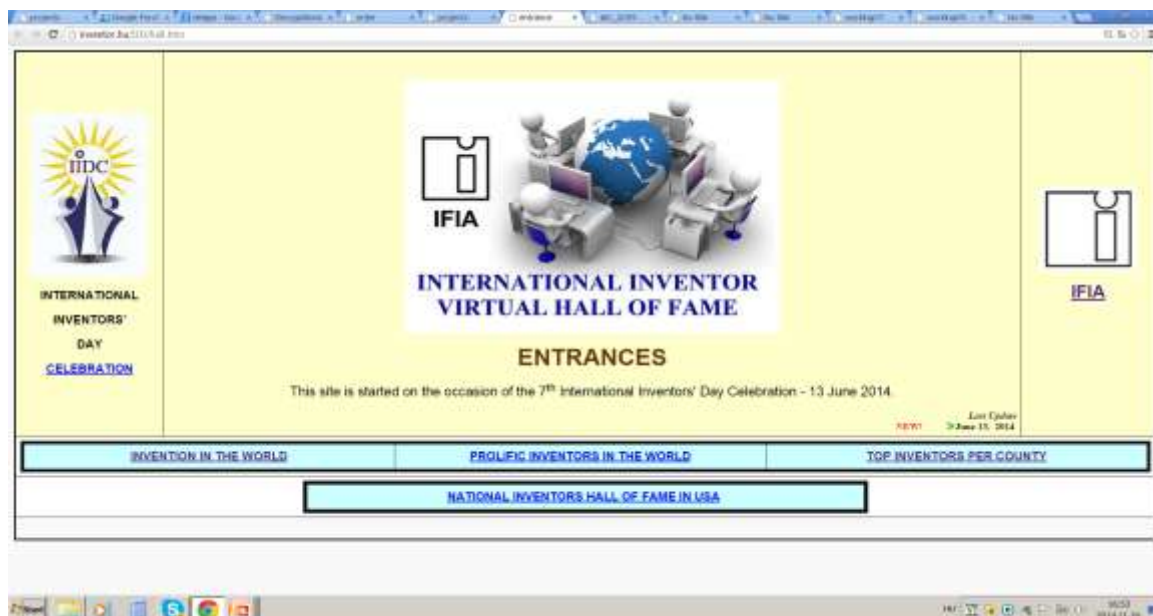 projects
entrance
IIDC
INTERNATIONAL
INVENTORS'
DAY
CELEBRATION
IFIA
INTERNATIONAL INVENTOR
VIRTUAL HALL OF FAME
ENTRANCES
This site is started on the occasion of the 7th International Inventors' Day Celebration - 13 June 2014.
Last Update
NEW!
June 13, 2014
IFIA
INVENTION IN THE WORLD
PROLIFIC INVENTORS IN THE WORLD
TOP INVENTORS PER COUNTY
NATIONAL INVENTORS HALL OF FAME IN USA
HU